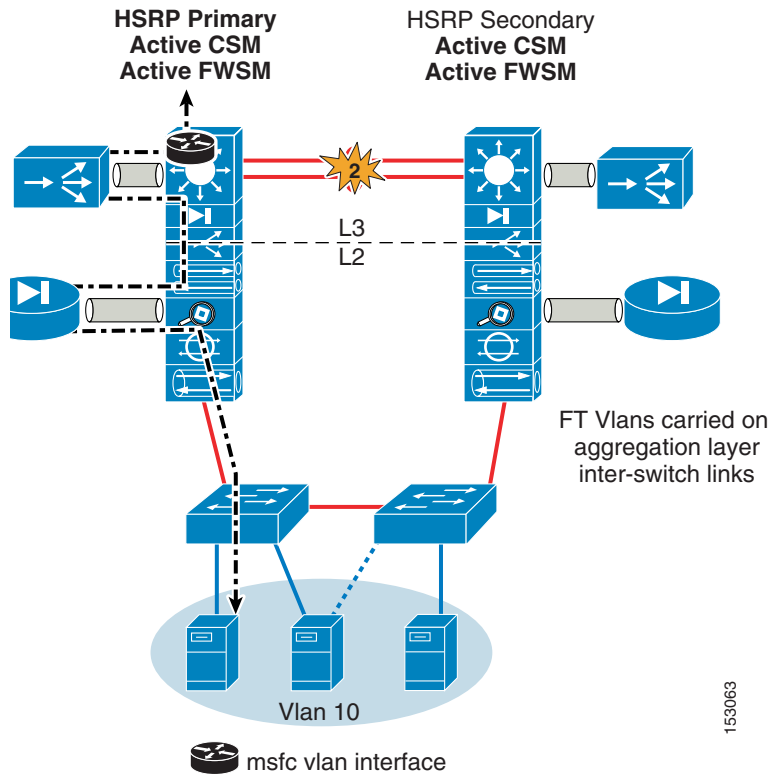 HSRP Primary
Active CSM
Active FWSM
HSRP Secondary
Active CSM
Active FWSM
2
L3
L2
FT Vlans carried on
aggregation layer
inter-switch links
Vlan 10
153063
msfc vlan interface